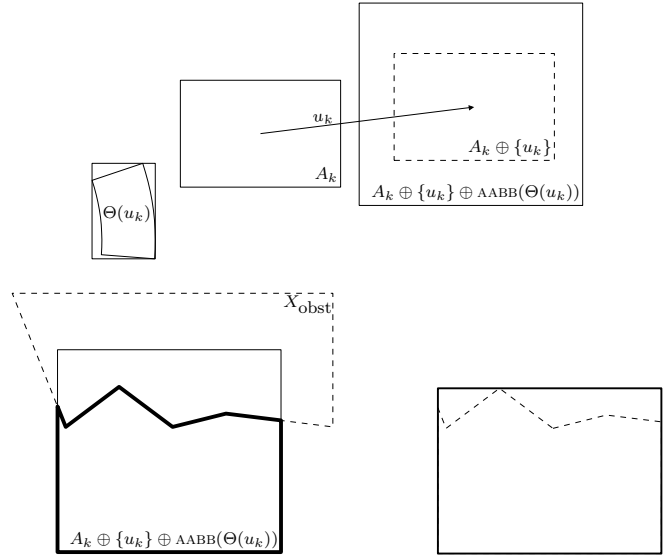 u_k
A_k ⊕ {u_k}
A_k
A_k ⊕ {u_k} ⊕ AABB(Θ(u_k))
Θ(u_k)
X_obst
A_k ⊕ {u_k} ⊕ AABB(Θ(u_k))